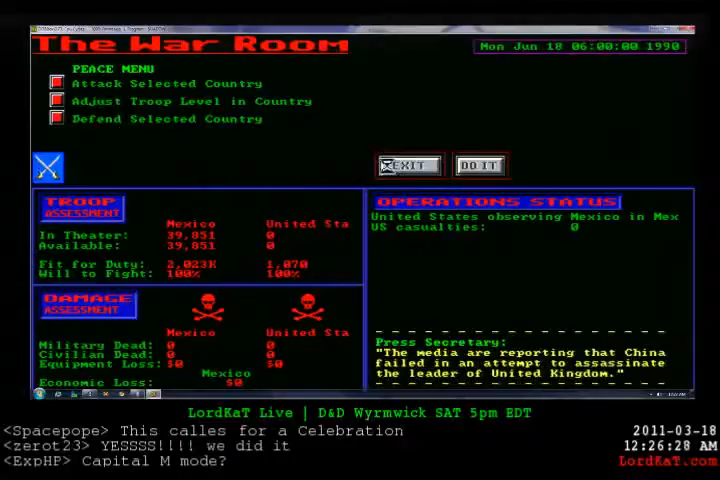 The War Room
Mon Jun 18 06:00:00 1990
PEACE MENU
Attack Selected Country
Adjust Troop Level in Country
Defend Selected Country
EXIT
DO IT
TROOP
ASSESSMENT
Mexico United Sta
In Theater: 39,851 0
Available: 39,851 0
Fit for Duty: 2,023K 1,070
Will to Fight: 100% 100%
OPERATIONS STATUS
United States observing Mexico in Mex
US casualties: 0
DAMAGE
ASSESSMENT
Mexico United Sta
Military Dead: 0 0
Civilian Dead: 0 0
Equipment Loss: $0 $0
Mexico
Economic Loss: $0
Press Secretary:
"The media are reporting that China
failed in an attempt to assassinate
the leader of United Kingdom."
LordKaT Live | D&D Wyrmwick SAT 5pm EDT
<Spacepope> This calles for a Celebration
<zerot23> YEssss!!!! we did it
<ExpHP> Capital M mode?
2011-03-18
12:26:28 AM
LordKaT.com